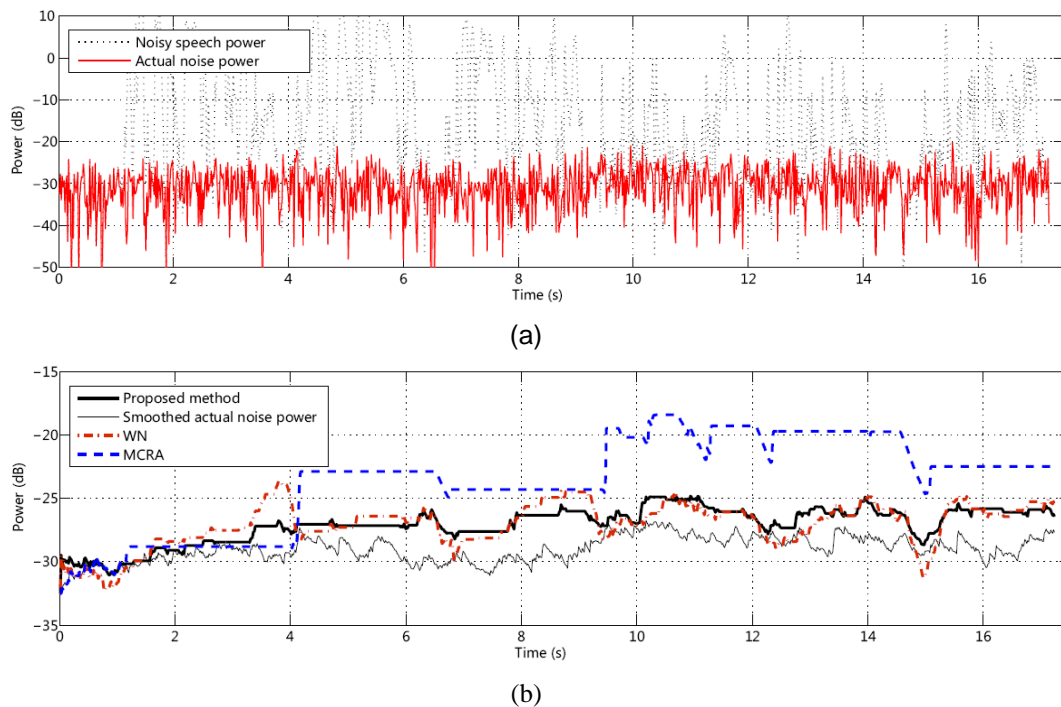 10
0
−10
−20
−30
−40
−50
Power (dB)
Noisy speech power
Actual noise power
0 2 4 6 8 10 12 14 16
Time (s)
(a)
−15
−20
−25
−30
−35
Power (dB)
Proposed method
Smoothed actual noise power
WN
MCRA
0 2 4 6 8 10 12 14 16
Time (s)
(b)